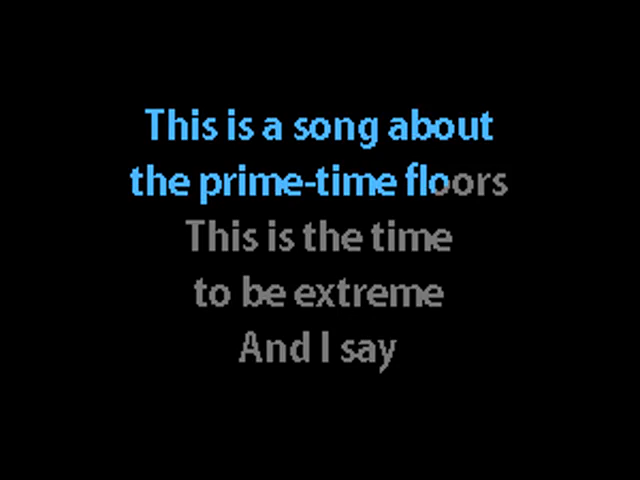 This is a song about
the prime-time floors
This is the time
to be extreme
And I say